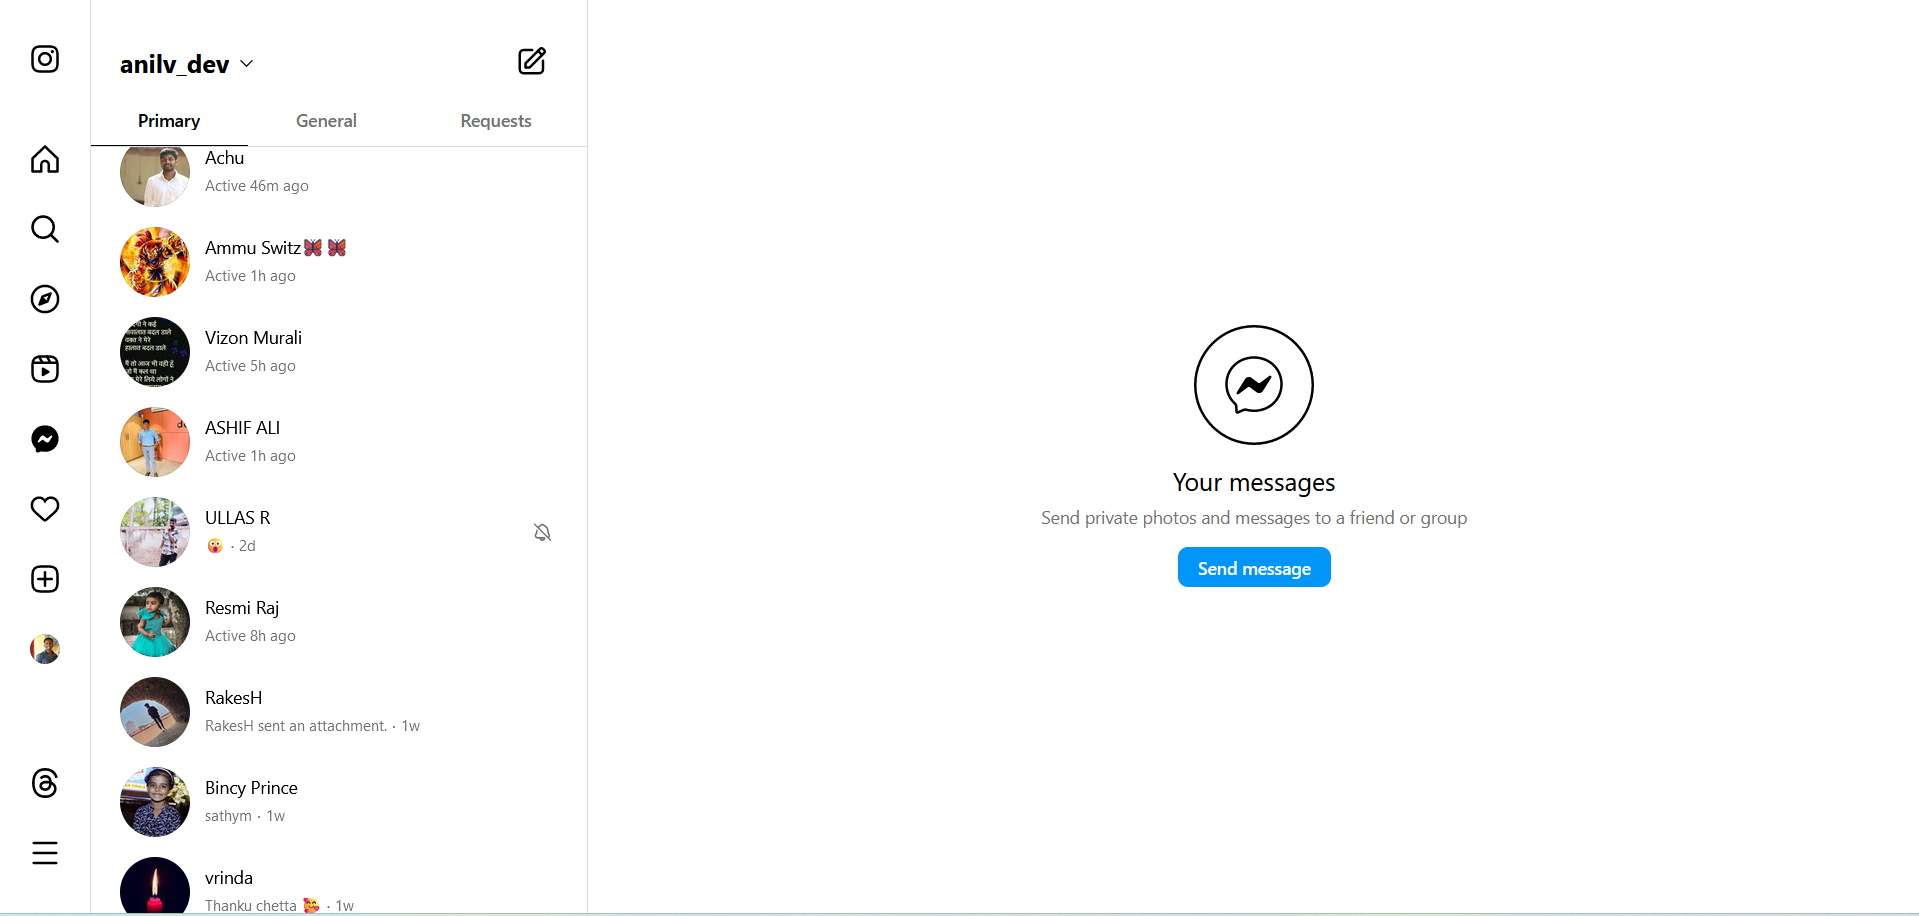 anilv_dev
Primary
General
Requests
Achu
Active 46m ago
Ammu Switz🦋🦋
Active 1h ago
Vizon Murali
Active 5h ago
हालात बदल डाले
मैं तो आज भी वही हूँ
ASHIF ALI
Active 1h ago
ULLAS R
😲 · 2d
Resmi Raj
Active 8h ago
RakesH
RakesH sent an attachment. · 1w
Bincy Prince
sathym · 1w
vrinda
Thanku chetta 🥰 · 1w
Your messages
Send private photos and messages to a friend or group
Send message